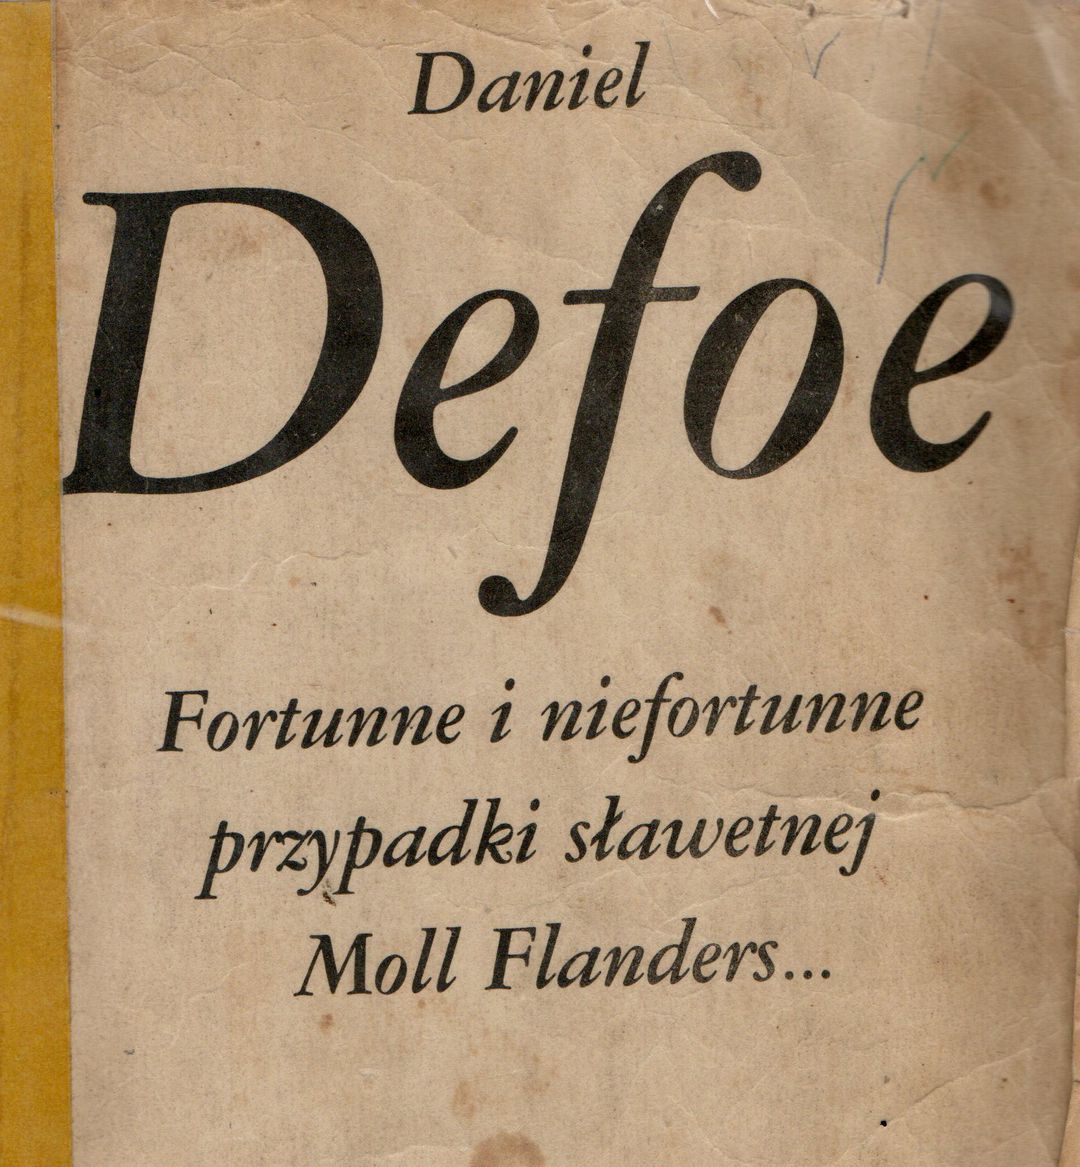 Daniel
Defoe
Fortunne i niefortunne
przypadki sławetnej
Moll Flanders...